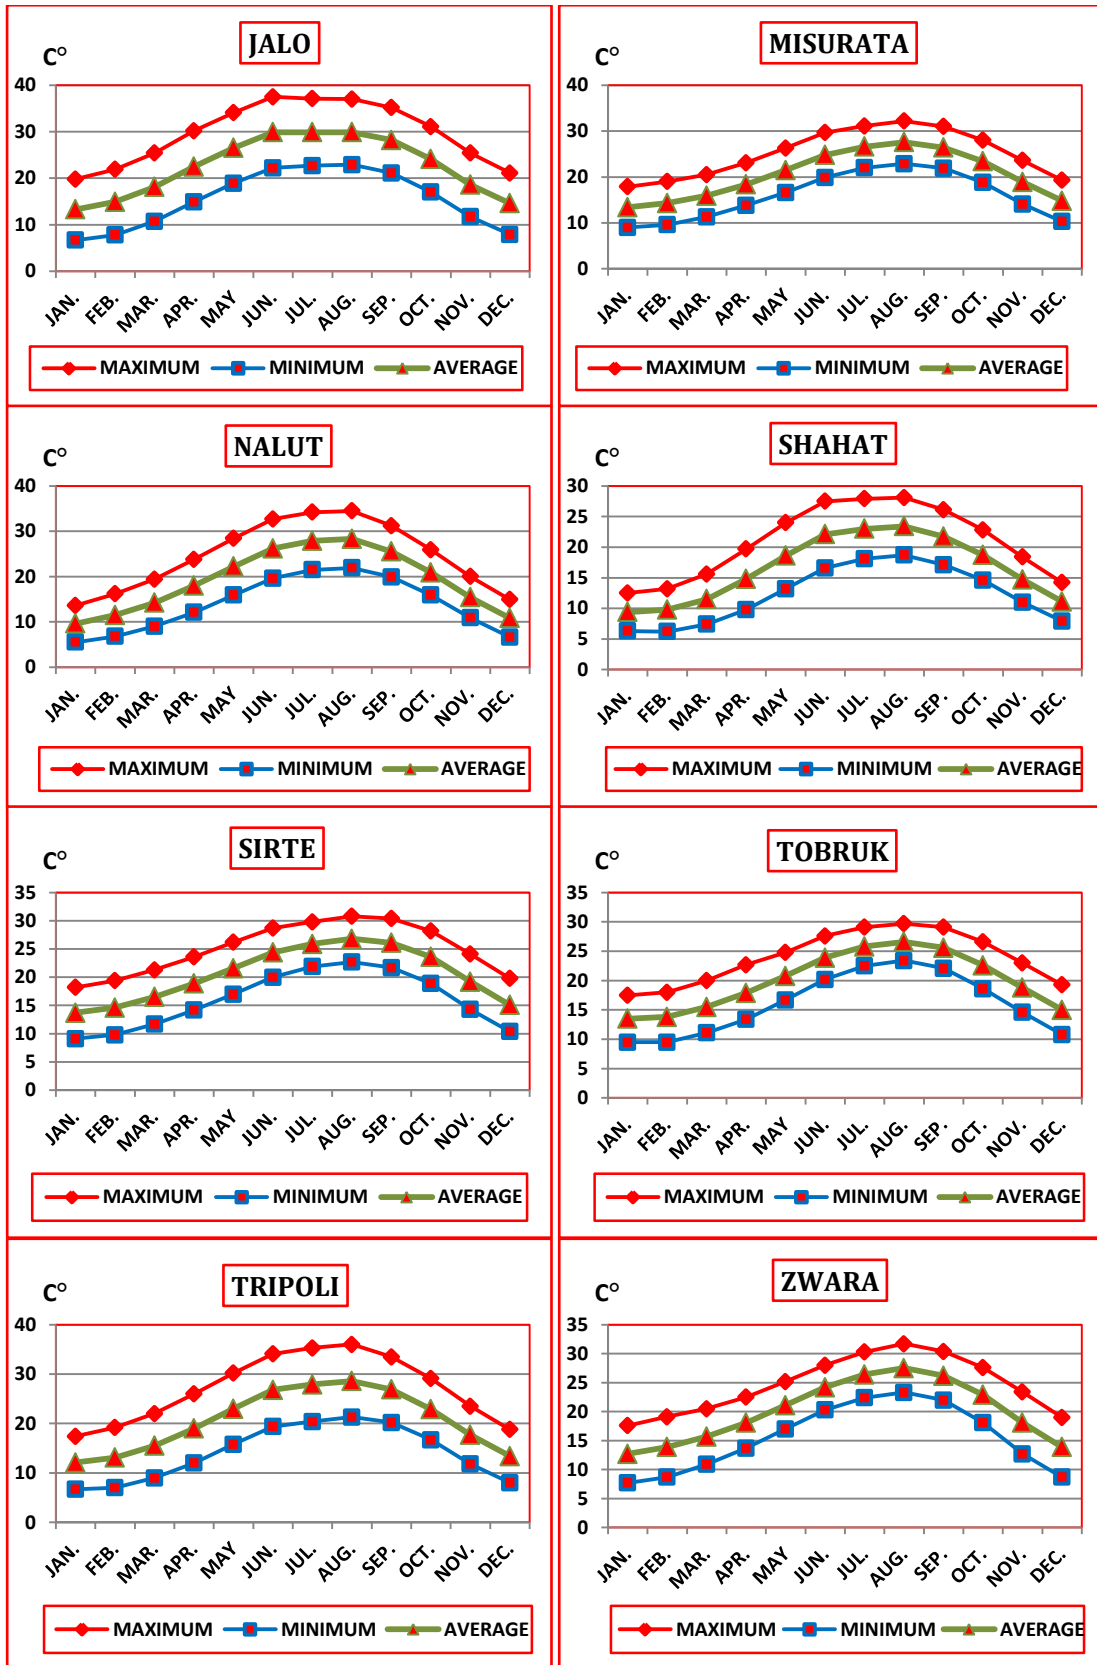 JALO
C°
40
30
20
10
0
JAN. FEB. MAR. APR. MAY JUN. JUL. AUG. SEP. OCT. NOV. DEC.
MAXIMUM MINIMUM AVERAGE
MISURATA
C°
40
30
20
10
0
JAN. FEB. MAR. APR. MAY JUN. JUL. AUG. SEP. OCT. NOV. DEC.
MAXIMUM MINIMUM AVERAGE
NALUT
C°
40
30
20
10
0
JAN. FEB. MAR. APR. MAY JUN. JUL. AUG. SEP. OCT. NOV. DEC.
MAXIMUM MINIMUM AVERAGE
SHAHAT
C°
30
25
20
15
10
5
0
JAN. FEB. MAR. APR. MAY JUN. JUL. AUG. SEP. OCT. NOV. DEC.
MAXIMUM MINIMUM AVERAGE
SIRTE
C°
35
30
25
20
15
10
5
0
JAN. FEB. MAR. APR. MAY JUN. JUL. AUG. SEP. OCT. NOV. DEC.
MAXIMUM MINIMUM AVERAGE
TOBRUK
C°
35
30
25
20
15
10
5
0
JAN. FEB. MAR. APR. MAY JUN. JUL. AUG. SEP. OCT. NOV. DEC.
MAXIMUM MINIMUM AVERAGE
TRIPOLI
C°
40
30
20
10
0
JAN. FEB. MAR. APR. MAY JUN. JUL. AUG. SEP. OCT. NOV. DEC.
MAXIMUM MINIMUM AVERAGE
ZWARA
C°
35
30
25
20
15
10
5
0
JAN. FEB. MAR. APR. MAY JUN. JUL. AUG. SEP. OCT. NOV. DEC.
MAXIMUM MINIMUM AVERAGE